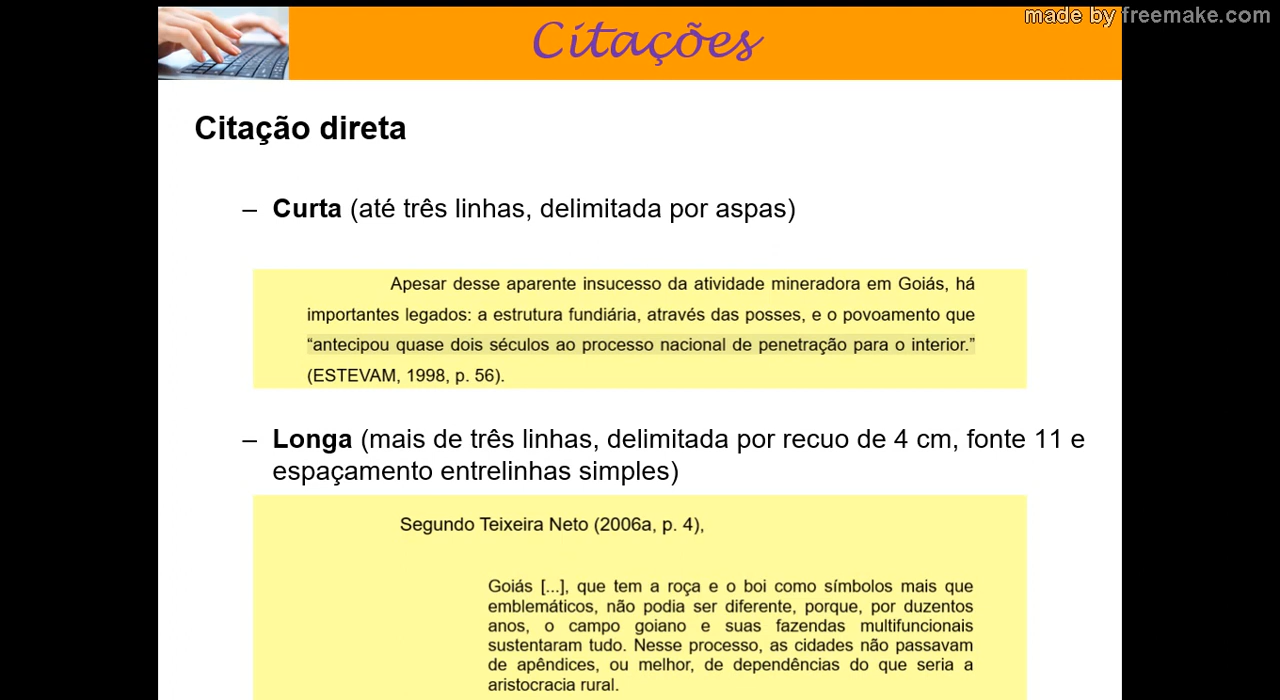 made by freemake.com
Citações
Citação direta
– Curta (até três linhas, delimitada por aspas)
Apesar desse aparente insucesso da atividade mineradora em Goiás, há
importantes legados: a estrutura fundiária, através das posses, e o povoamento que
“antecipou quase dois séculos ao processo nacional de penetração para o interior.”
(ESTEVAM, 1998, p. 56).
– Longa (mais de três linhas, delimitada por recuo de 4 cm, fonte 11 e
espaçamento entrelinhas simples)
Segundo Teixeira Neto (2006a, p. 4),
Goiás [...], que tem a roça e o boi como símbolos mais que
emblemáticos, não podia ser diferente, porque, por duzentos
anos, o campo goiano e suas fazendas multifuncionais
sustentaram tudo. Nesse processo, as cidades não passavam
de apêndices, ou melhor, de dependências do que seria a
aristocracia rural.